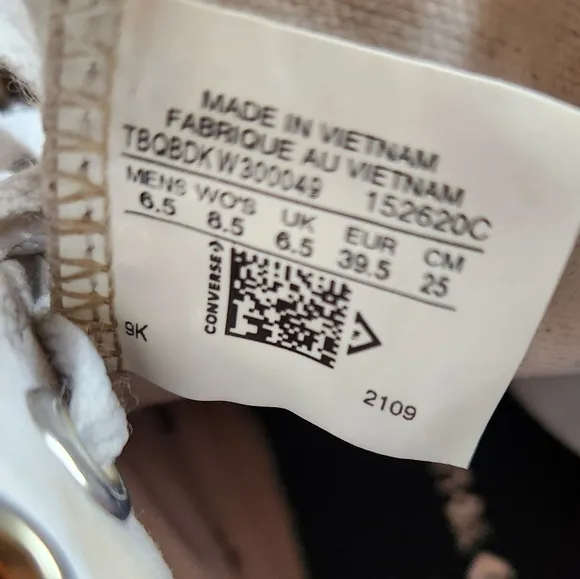 MADE IN VIETNAM
FABRIQUE AU VIETNAM
TBQBDKW300049 152620C
MENS WO'S UK EUR CM
6.5 8.5 6.5 39.5 25
CONVERSE
9K
2109